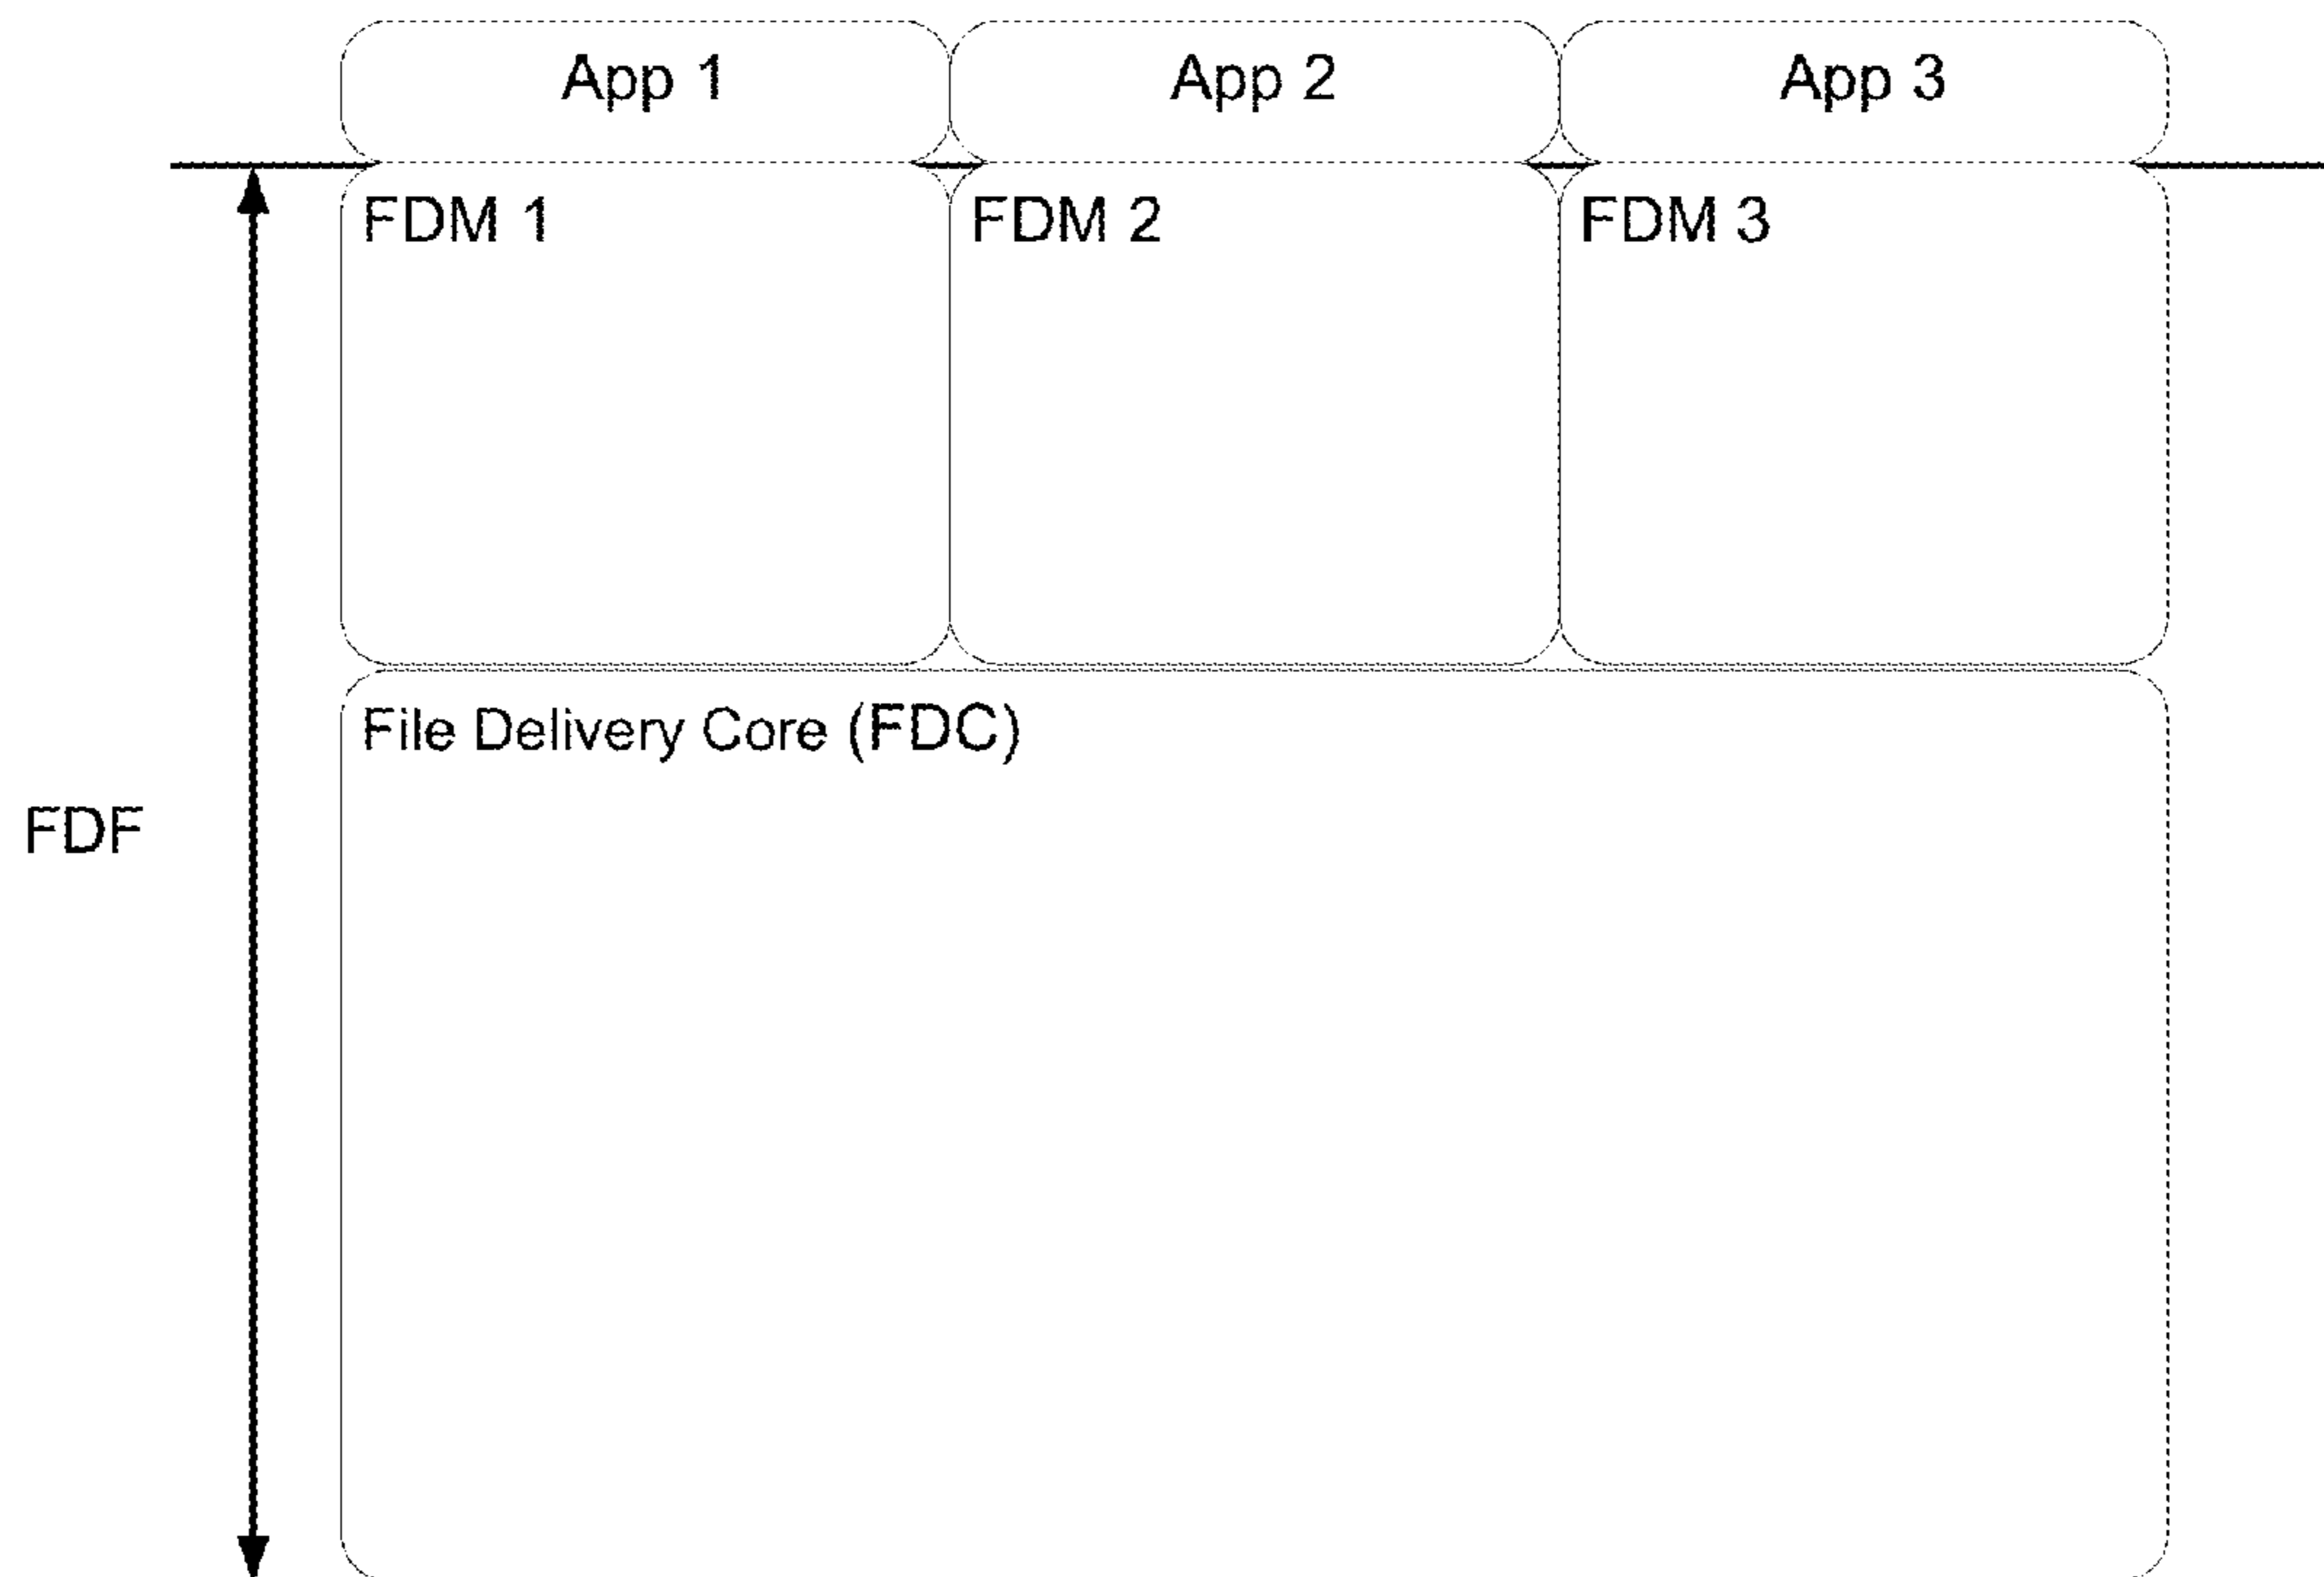 App 1
App 2
App 3
FDM 1
FDM 2
FDM 3
File Delivery Core (FDC)
FDF